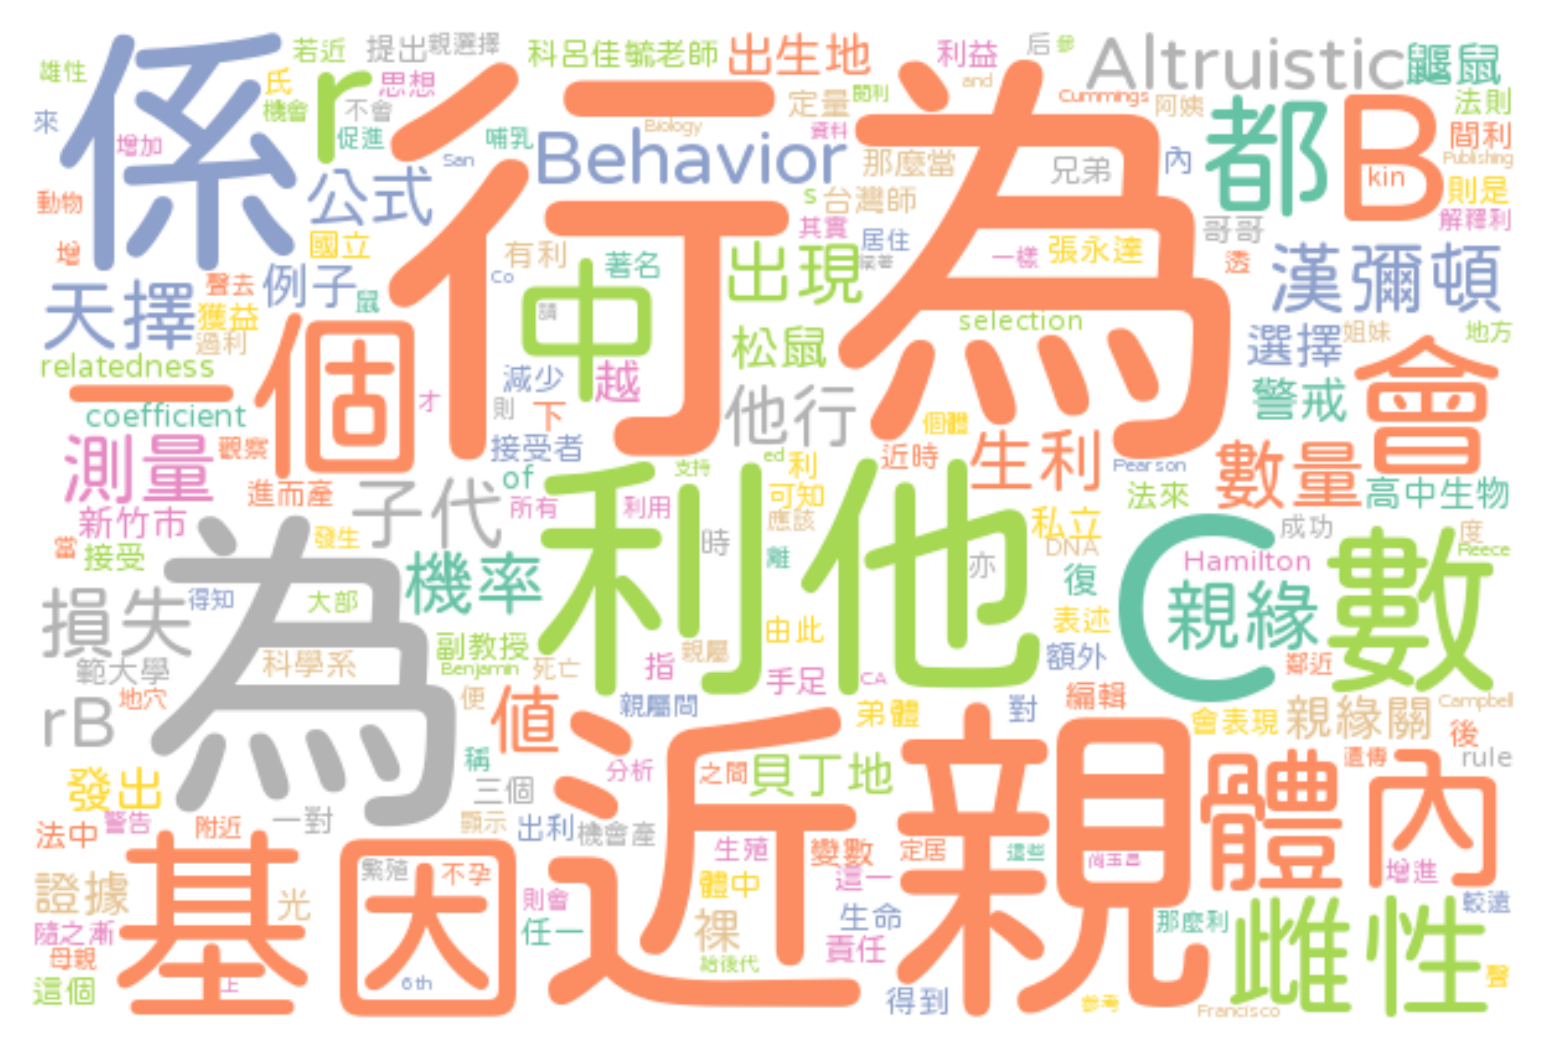 係
行為
為
利他
近親
基因
雌性
體內
數
C
B
都
會
一個
中
r
Behavior
Altruistic
鼴鼠
雄性
若近
提出
親選擇
科呂佳毓老師
出生地
利益
后
參
來
氏
機會
思想
不會
促進
增加
哺乳
Biology
閻利
資料
定量
and
Cummings
阿姨
法則
間利
Publishing
kin
則是
解釋利
San
公式
那麼當
兄弟
內
動物
增
國立
s
台灣師
其實
居住
哥哥
有利
著名
出現
一樣
張永達
透
漢彌頓
天擇
聲去
例子
鼠
Co
請
獲益
過利
松鼠
selection
選擇
姐妹
地方
relatedness
減少
越
他行
警戒
coefficient
才
則
下
個體
測量
觀察
接受者
近時
生利
Pearson
數量
高中生物
of
ed
支持
利
進而產
子代
所有
利用
可知
應該
法來
新竹市
私立
成功
度
當
接受
發生
機率
時
離
亦
復
DNA
Hamilton
Reece
損失
得知
大部
親緣
表述
副教授
由此
額外
範大學
科學系
Benjamin
死亡
指
親屬
手足
CA
鄰近
地穴
rB
便
值
親屬間
弟體
對
編輯
會表現
親緣關
Campbell
後
發出
稱
分析
之間
貝丁地
遺傳
rule
三個
法中
警告
附近
一對
顯示
出利
機會產
生殖
變數
定居
這些
尚玉昌
增進
證據
光
繁殖
不孕
則會
體中
這一
較遠
隨之漸
任一
裸
生命
責任
那麼利
母親
給後代
這個
上
6th
得到
參考
Francisco
聲